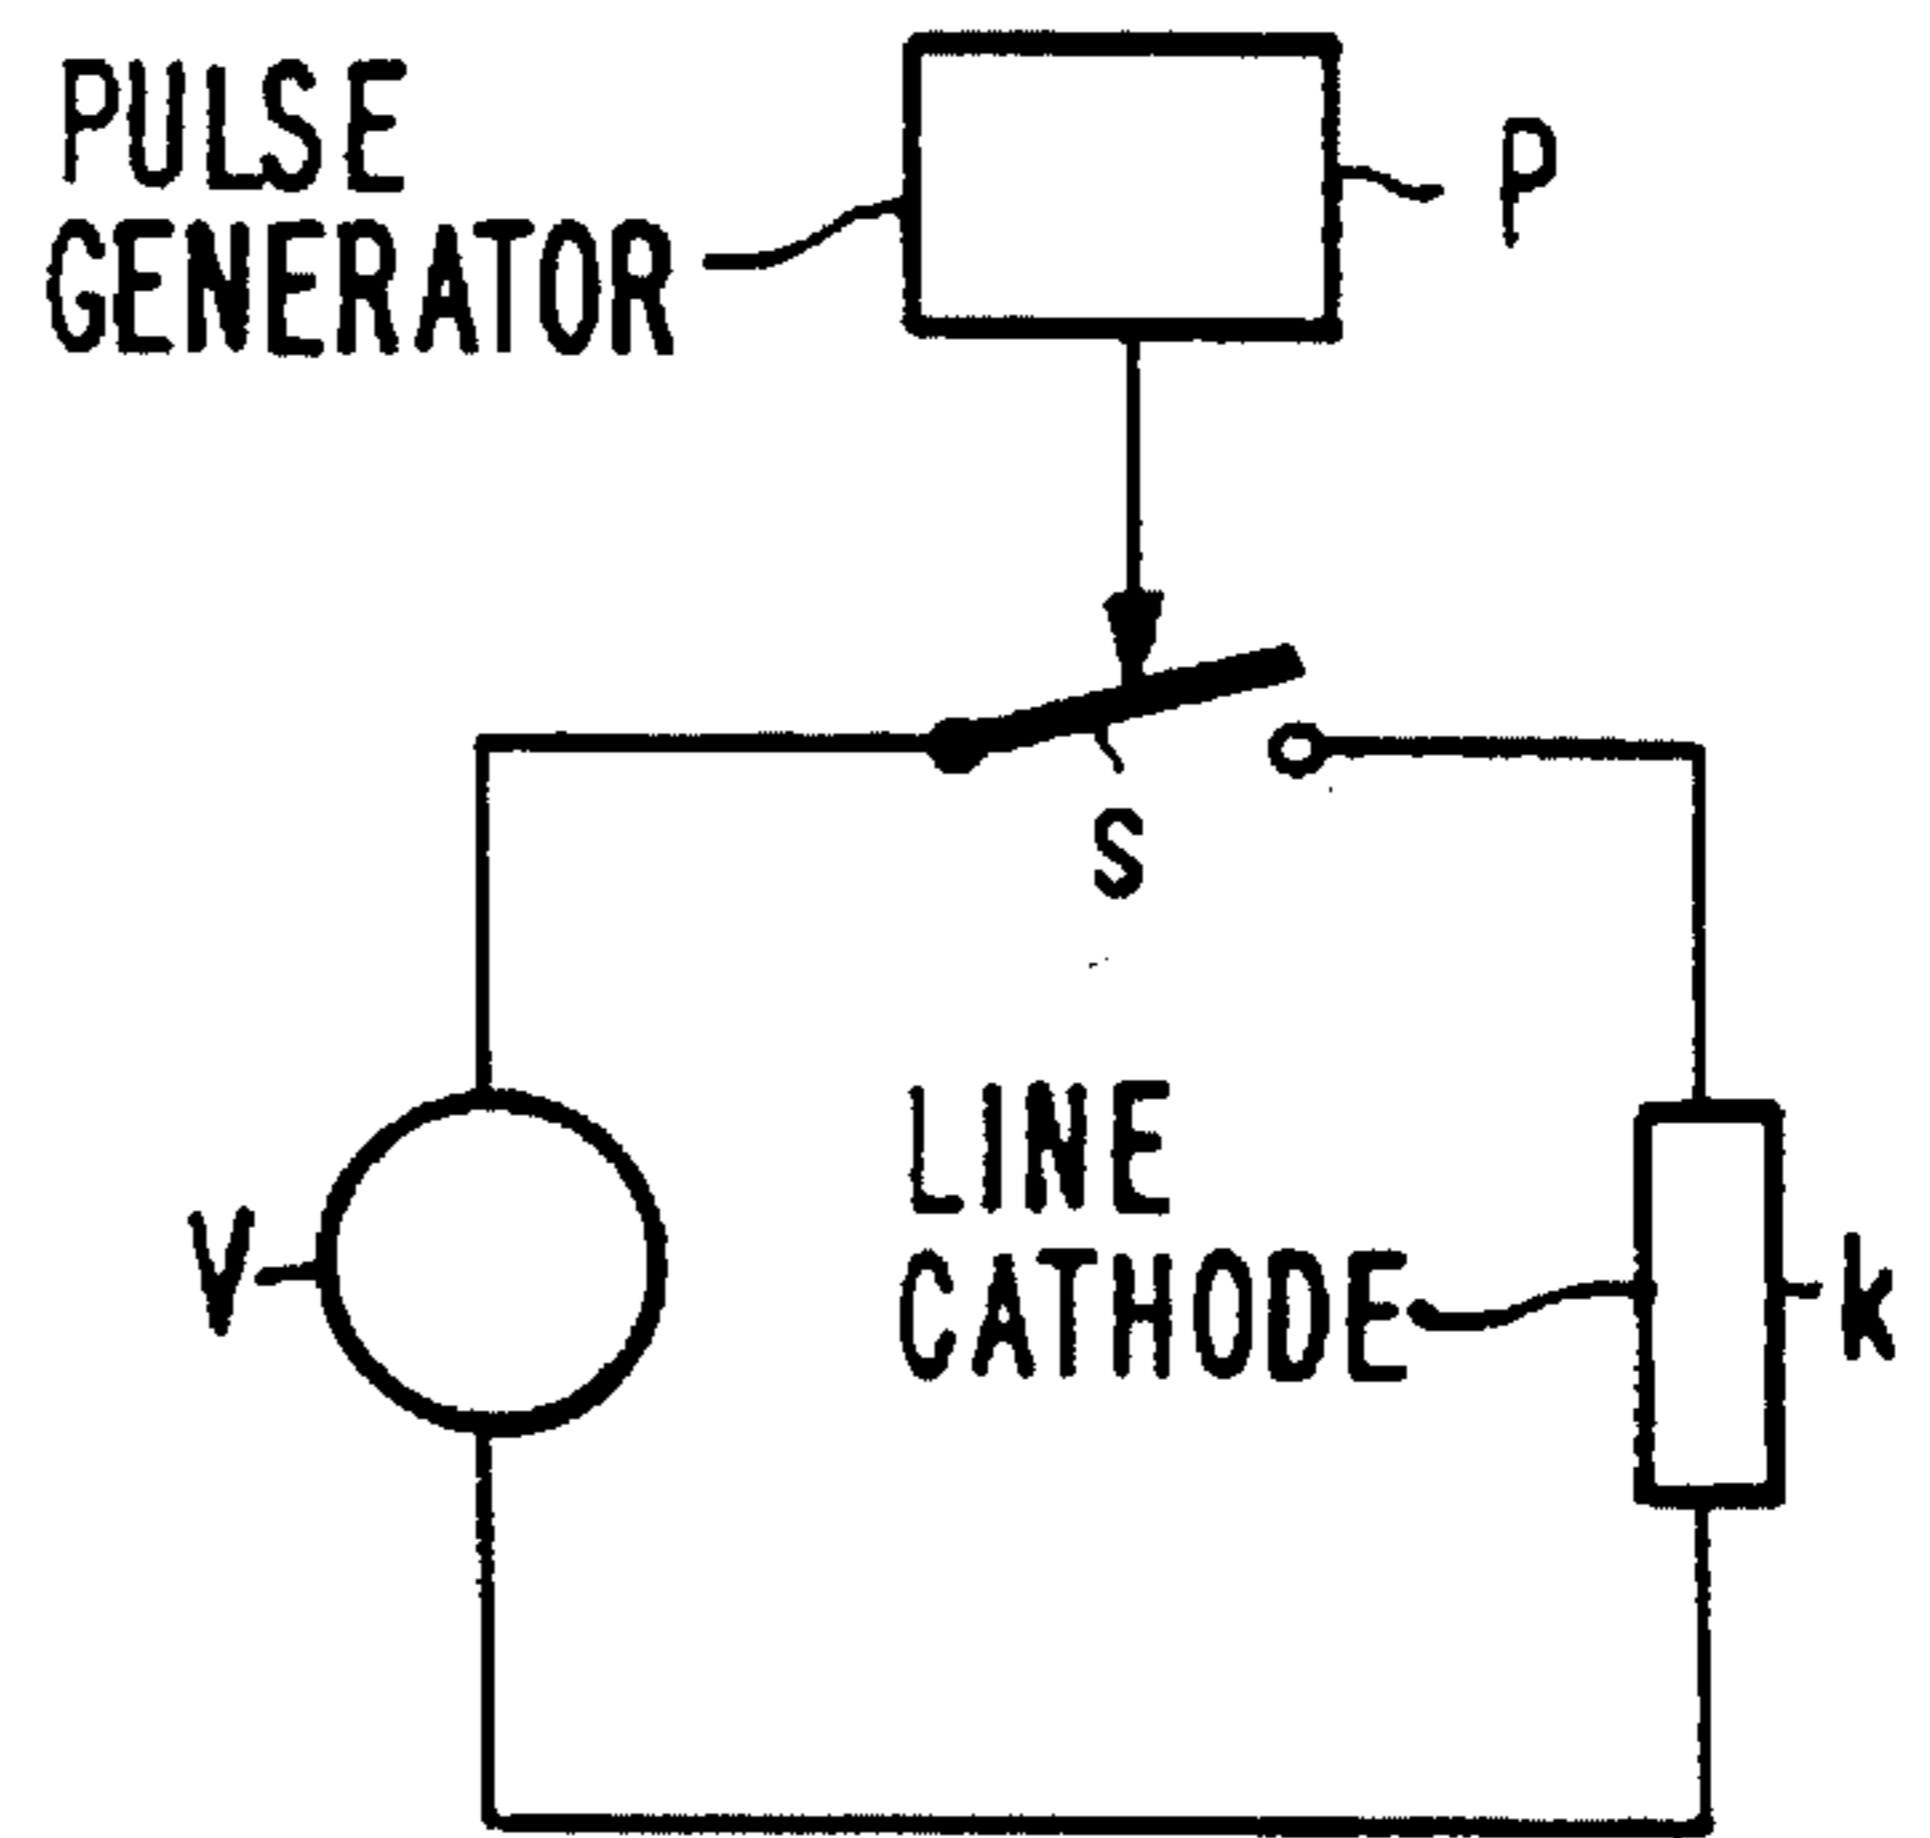 PULSE
GENERATOR
P
S
LINE
CATHODE
V
k